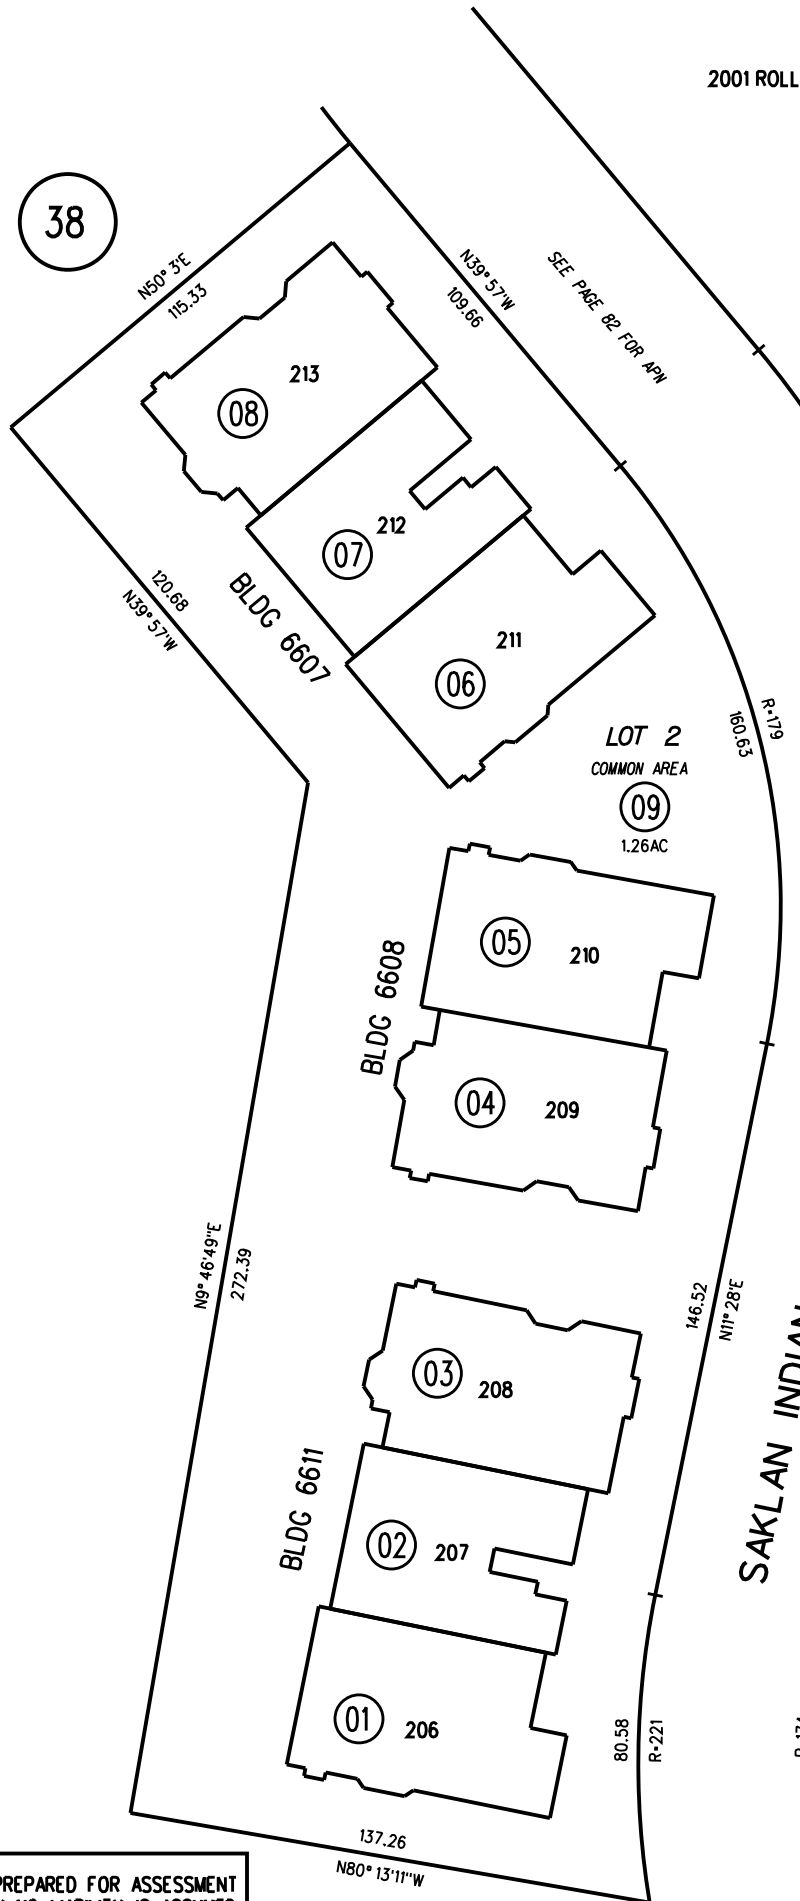 2001 ROLL
38
N50° 3'E
115.33
N39° 57'W
109.66
SEE PAGE 82 FOR APN
213
08
212
07
120.68
N39° 57'W
BLDG 6607
211
06
R=179
160.63
LOT 2
COMMON AREA
09
1.26AC
05
210
BLDG 6608
04
209
N9° 46'49"E
272.39
146.52
N11° 28'E
SAKLAN INDIAN
03
208
BLDG 6611
02
207
01
206
80.58
R=221
137.26
N80° 13'11"W
PREPARED FOR ASSESSMENT